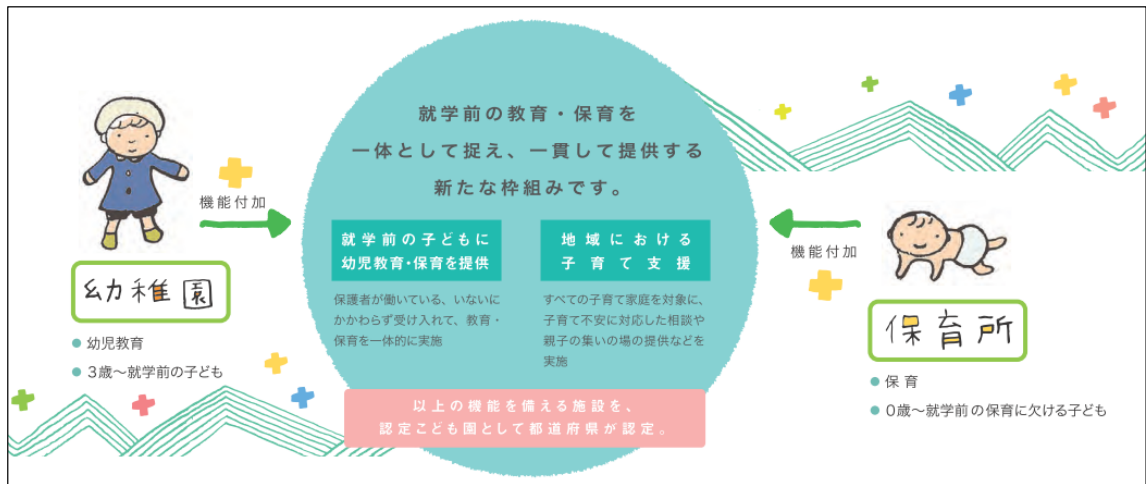 就学前の教育・保育を
一体として捉え、一貫して提供する
新たな枠組みです。
機能付加
幼稚園
● 幼児教育
● 3歳〜就学前の子ども
就学前の子どもに
幼児教育・保育を提供
保護者が働いている、いないに
かかわらず受け入れて、教育・
保育を一体的に実施
地域における
子育て支援
すべての子育て家庭を対象に、
子育て不安に対応した相談や
親子の集いの場の提供などを
実施
機能付加
保育所
● 保育
● 0歳〜就学前の保育に欠ける子ども
以上の機能を備える施設を、
認定こども園として都道府県が認定。